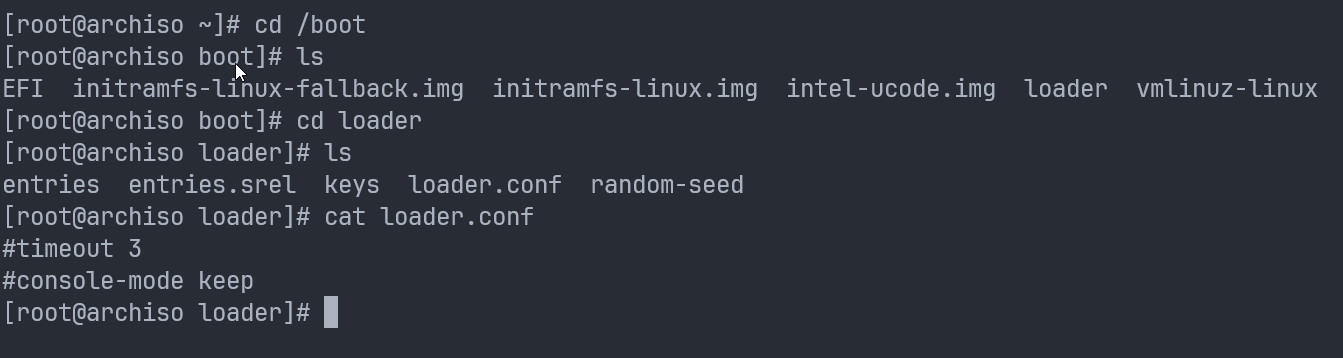 [root@archiso ~]# cd /boot
[root@archiso boot]# ls
EFI  initramfs-linux-fallback.img  initramfs-linux.img  intel-ucode.img  loader  vmlinuz-linux
[root@archiso boot]# cd loader
[root@archiso loader]# ls
entries  entries.srel  keys  loader.conf  random-seed
[root@archiso loader]# cat loader.conf
#timeout 3
#console-mode keep
[root@archiso loader]#